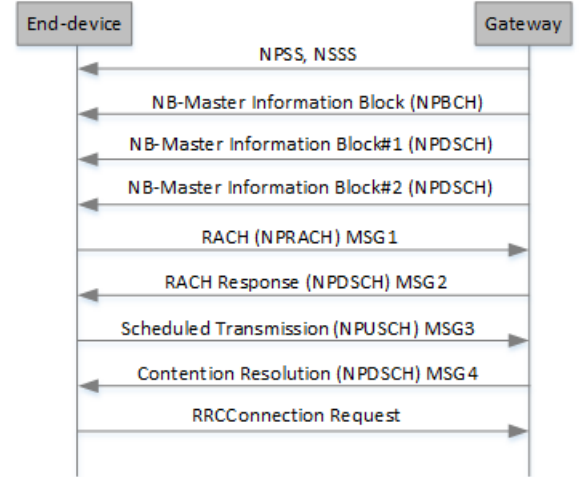 End-device
Gateway
NPSS, NSSS
NB-Master Information Block (NPBCH)
NB-Master Information Block#1 (NPDSCH)
NB-Master Information Block#2 (NPDSCH)
RACH (NPRACH) MSG1
RACH Response (NPDSCH) MSG2
Scheduled Transmission (NPUSCH) MSG3
Contention Resolution (NPDSCH) MSG4
RRCConnection Request